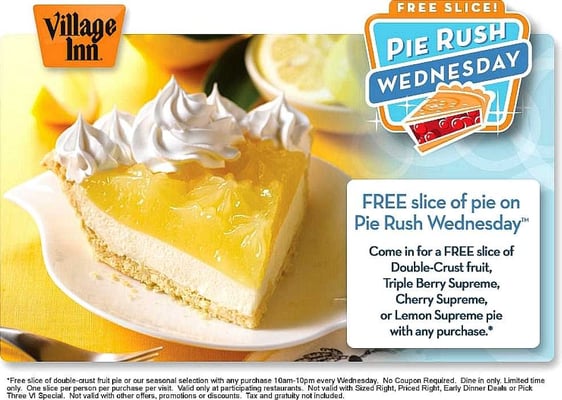 Village
Inn
FREE SLICE!
PIE RUSH
WEDNESDAY
FREE slice of pie on
Pie Rush Wednesday™
Come in for a FREE slice of
Double-Crust fruit,
Triple Berry Supreme,
Cherry Supreme,
or Lemon Supreme pie
with any purchase.*
*Free slice of double-crust fruit pie or our seasonal selection with any purchase 10am-10pm every Wednesday. No Coupon Required. Dine in only. Limited time
only. One slice per person per purchase per visit. Valid only at participating restaurants. Not valid with Sized Right, Priced Right, Early Dinner Deals or Pick
Three VI Special. Not valid with other offers, promotions or discounts. Tax and gratuity not included.